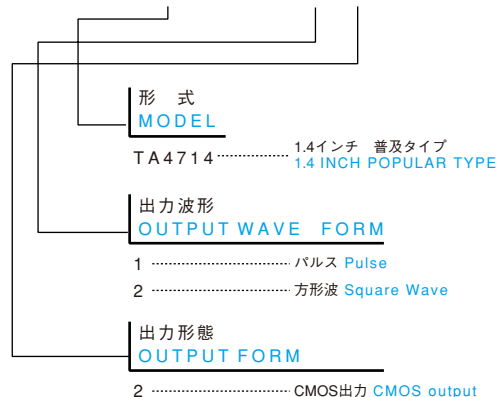 形 式
MODEL
TA4714 1.4インチ 普及タイプ
1.4 INCH POPULAR TYPE
出力波形
OUTPUT WAVE FORM
1 パルス Pulse
2 方形波 Square Wave
出力形態
OUTPUT FORM
2 CMOS出力 CMOS output